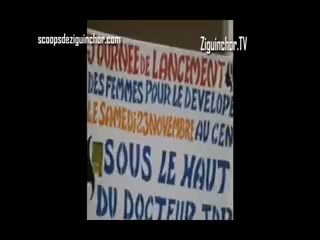 scoopsdeziguinchor.com
Ziguinchor.TV
JOURNÉE DE LANCEMENT
DES FEMMES POUR LE DEVELOPE
LE SAMEDI 23 NOVEMBRE AU CEN
SOUS LE HAUT
DU DOCTEUR